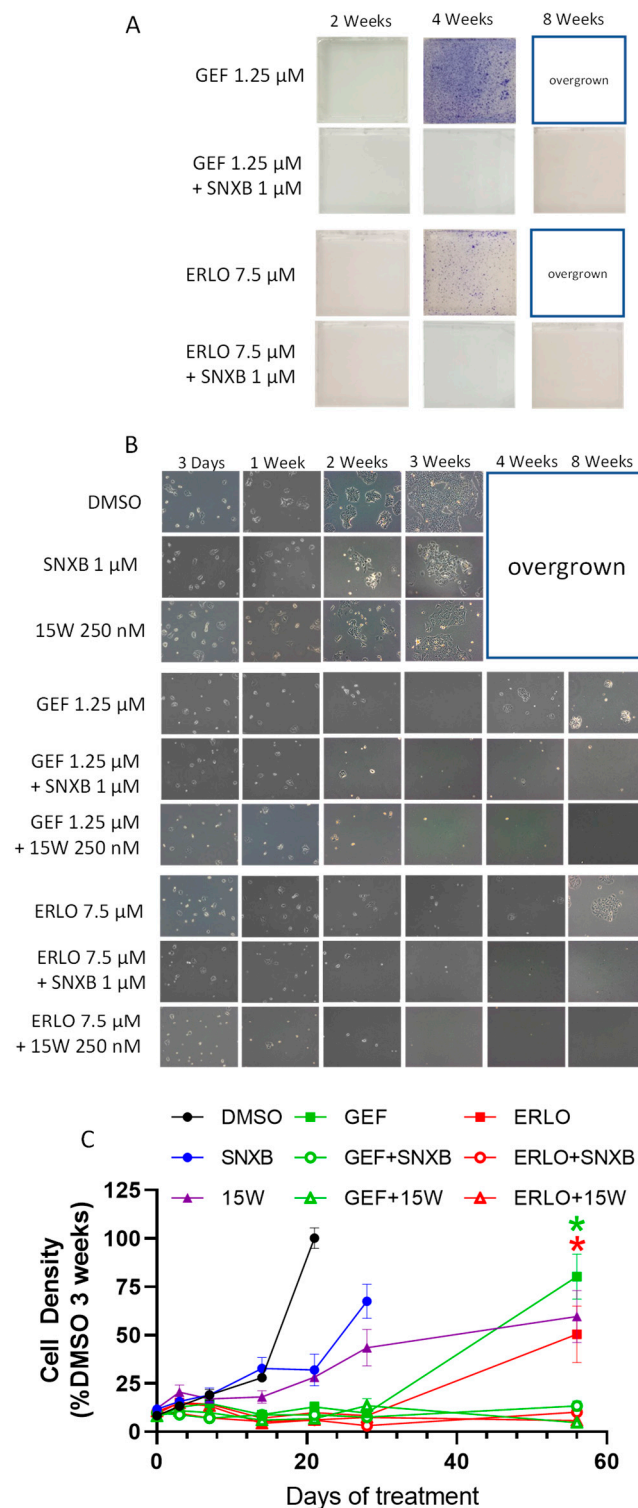 A
2 Weeks 4 Weeks 8 Weeks
GEF 1.25 µM
overgrown
GEF 1.25 µM
+ SNXB 1 µM
ERLO 7.5 µM
overgrown
ERLO 7.5 µM
+ SNXB 1 µM
B
3 Days 1 Week 2 Weeks 3 Weeks 4 Weeks 8 Weeks
DMSO
SNXB 1 µM
overgrown
15W 250 nM
GEF 1.25 µM
GEF 1.25 µM
+ SNXB 1 µM
GEF 1.25 µM
+ 15W 250 nM
ERLO 7.5 µM
ERLO 7.5 µM
+ SNXB 1 µM
ERLO 7.5 µM
+ 15W 250 nM
C
DMSO GEF ERLO
SNXB GEF+SNXB ERLO+SNXB
15W GEF+15W ERLO+15W
125
100
75
50
25
0
Cell Density
(%DMSO 3 weeks)
* 
*
0 20 40 60
Days of treatment